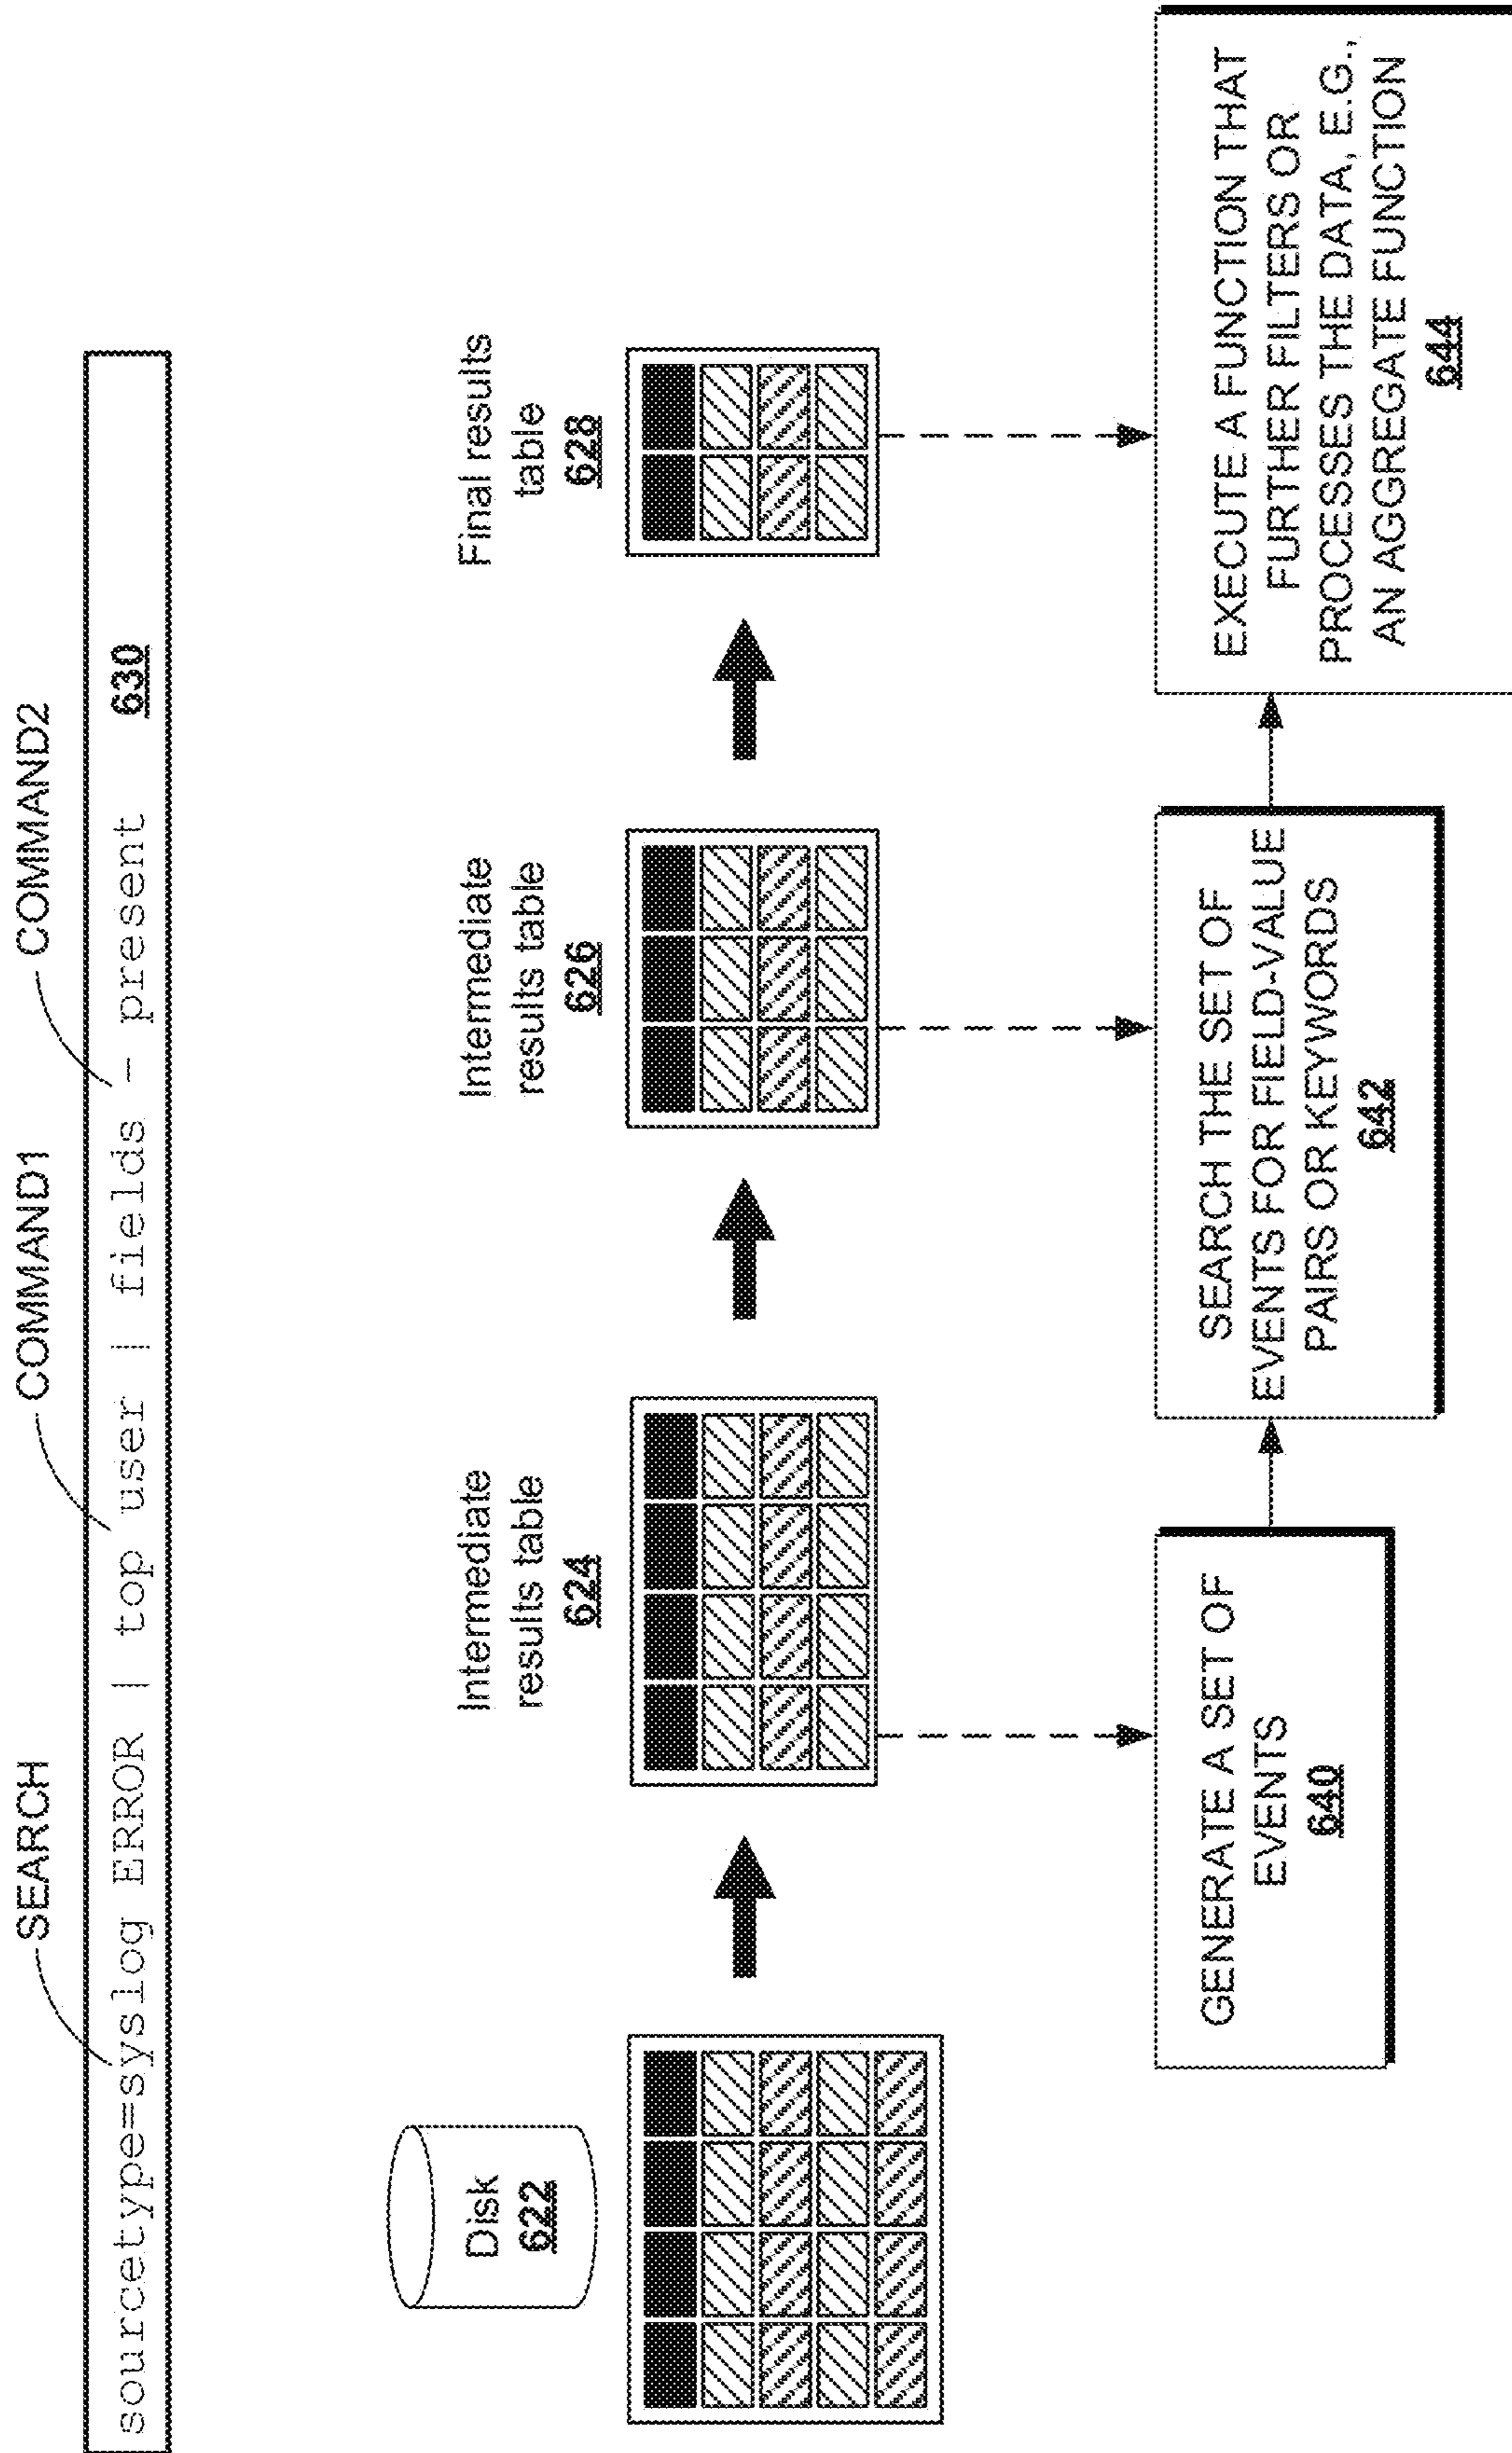 SEARCH
COMMAND1
COMMAND2
sourcetype=syslog ERROR | top user | fields – present 630
Disk
622
Intermediate
results table
624
Intermediate
results table
626
Final results
table
628
GENERATE A SET OF
EVENTS
640
SEARCH THE SET OF
EVENTS FOR FIELD-VALUE
PAIRS OR KEYWORDS
642
EXECUTE A FUNCTION THAT
FURTHER FILTERS OR
PROCESSES THE DATA, E.G.,
AN AGGREGATE FUNCTION
644